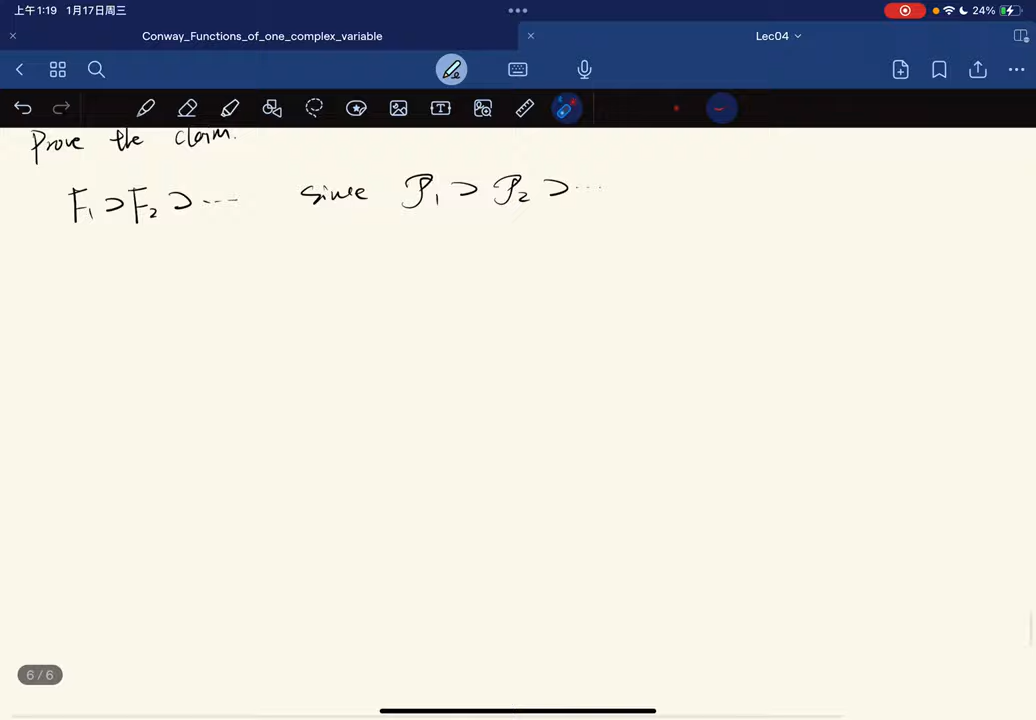 上午1:19 1月17日周三
24%
Conway_Functions_of_one_complex_variable
Lec04
Prove the claim.
F₁ ⊃ F₂ ⊃ ··· since 𝒫₁ ⊃ 𝒫₂ ⊃ ···
6 / 6